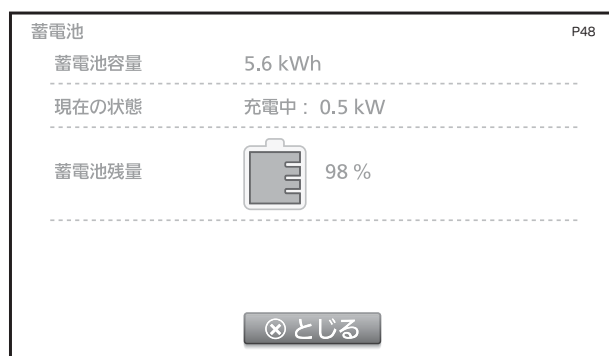 蓄電池 P48
蓄電池容量 5.6 kWh
現在の状態 充電中： 0.5 kW
蓄電池残量 98 %
とじる